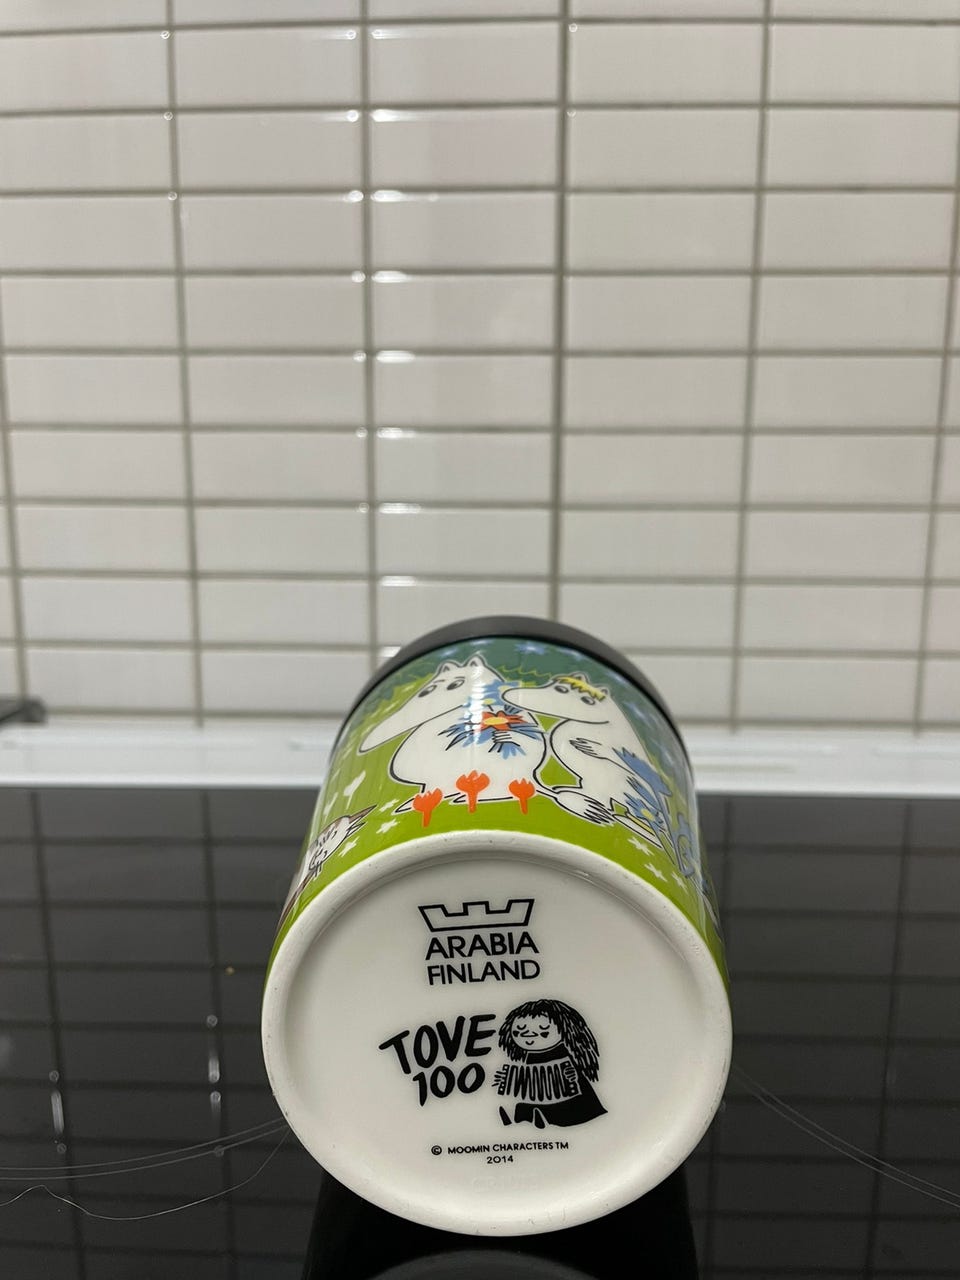 ARABIA
FINLAND
TOVE
100
© MOOMIN CHARACTERS TM
2014